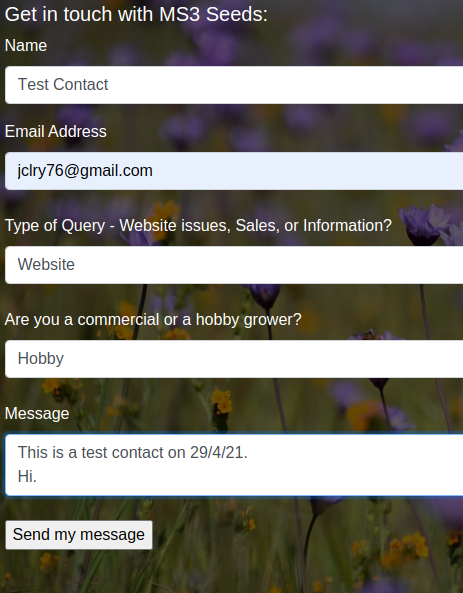 Get in touch with MS3 Seeds:
Name
Test Contact
Email Address
jclry76@gmail.com
Type of Query - Website issues, Sales, or Information?
Website
Are you a commercial or a hobby grower?
Hobby
Message
This is a test contact on 29/4/21.
Hi.
Send my message